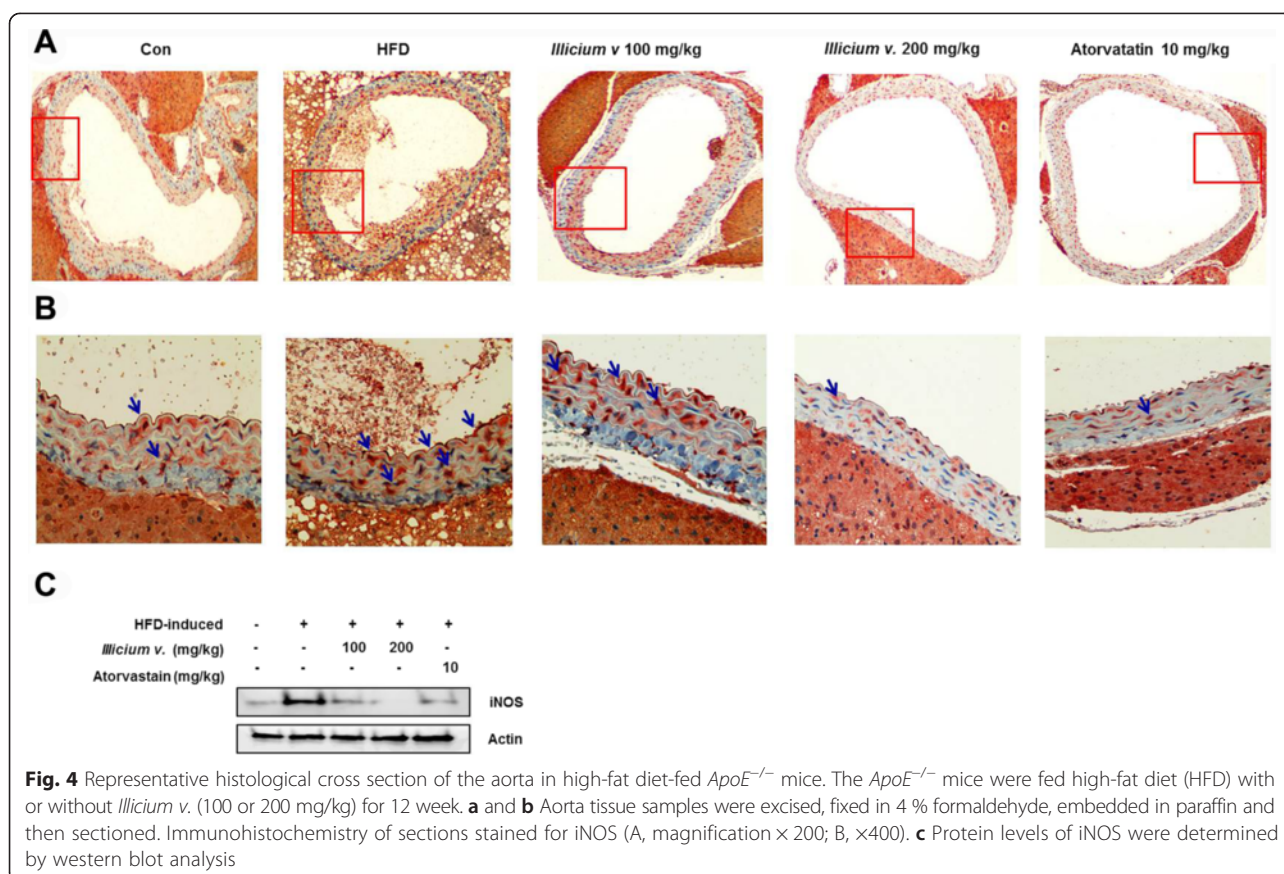 A
Con HFD Illicium v 100 mg/kg Illicium v. 200 mg/kg Atorvatatin 10 mg/kg
B
C
HFD-induced - + + + +
Illicium v. (mg/kg) - - 100 200 -
Atorvastain (mg/kg) - - - - 10
iNOS
Actin
Fig. 4 Representative histological cross section of the aorta in high-fat diet-fed ApoE−/− mice. The ApoE−/− mice were fed high-fat diet (HFD) with
or without Illicium v. (100 or 200 mg/kg) for 12 week. a and b Aorta tissue samples were excised, fixed in 4 % formaldehyde, embedded in paraffin and
then sectioned. Immunohistochemistry of sections stained for iNOS (A, magnification × 200; B, ×400). c Protein levels of iNOS were determined
by western blot analysis